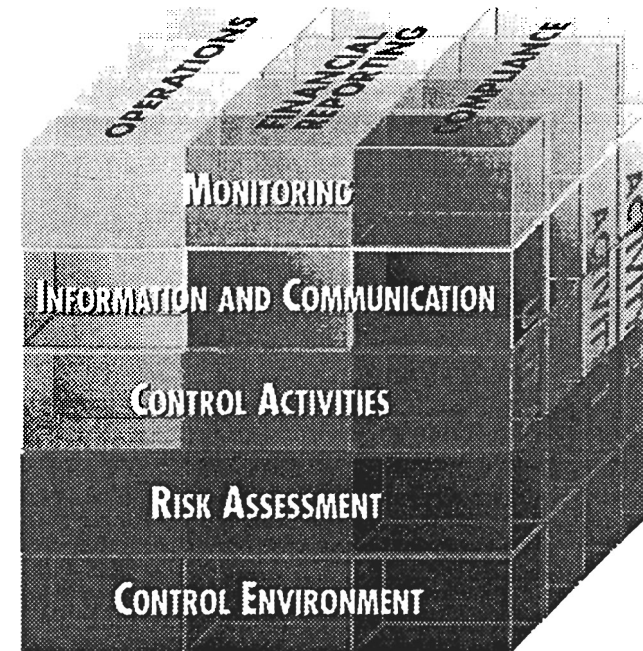 OPERATIONS
FINANCIAL
REPORTING
COMPLIANCE
MONITORING
INFORMATION AND COMMUNICATION
CONTROL ACTIVITIES
RISK ASSESSMENT
CONTROL ENVIRONMENT